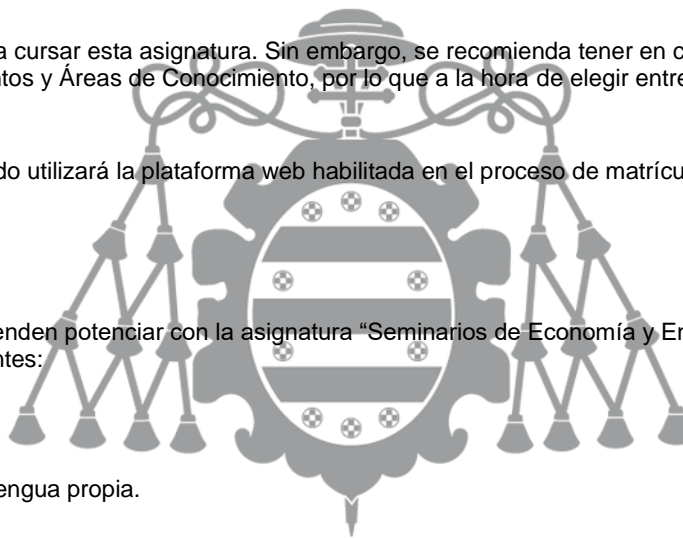 a cursar esta asignatura. Sin embargo, se recomienda tener en c
tos y Áreas de Conocimiento, por lo que a la hora de elegir entre
do utilizará la plataforma web habilitada en el proceso de matrícu
enden potenciar con la asignatura “Seminarios de Economía y E
ntes:
engua propia.